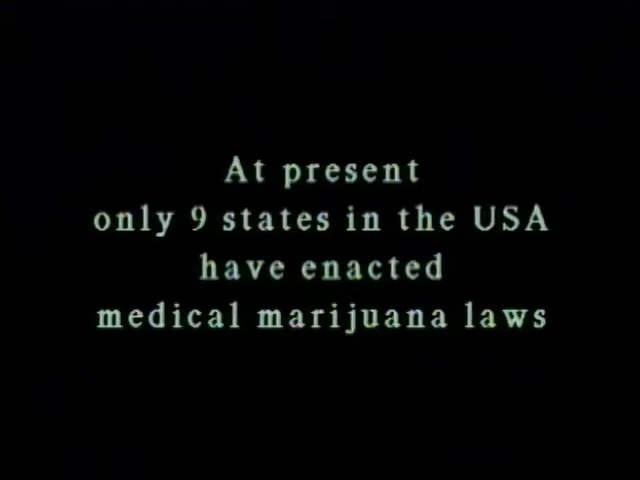 At present
only 9 states in the USA
have enacted
medical marijuana laws